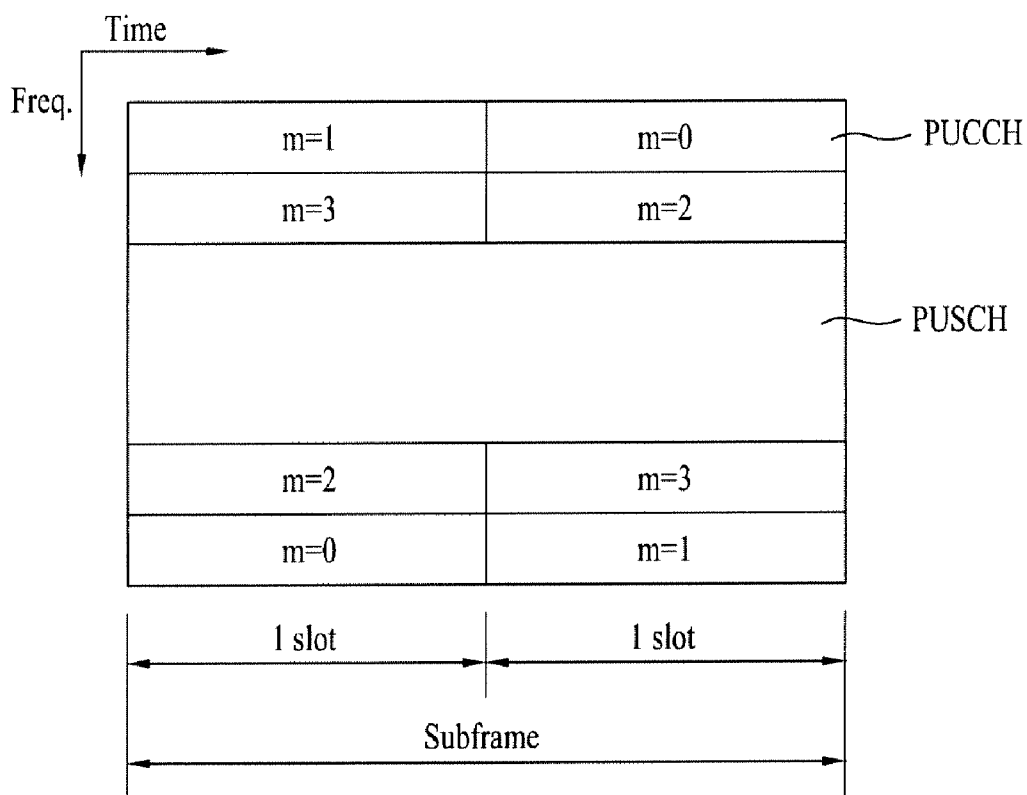 Time
Freq.
m=1 m=0 PUCCH
m=3 m=2
PUSCH
m=2 m=3
m=0 m=1
1 slot 1 slot
Subframe